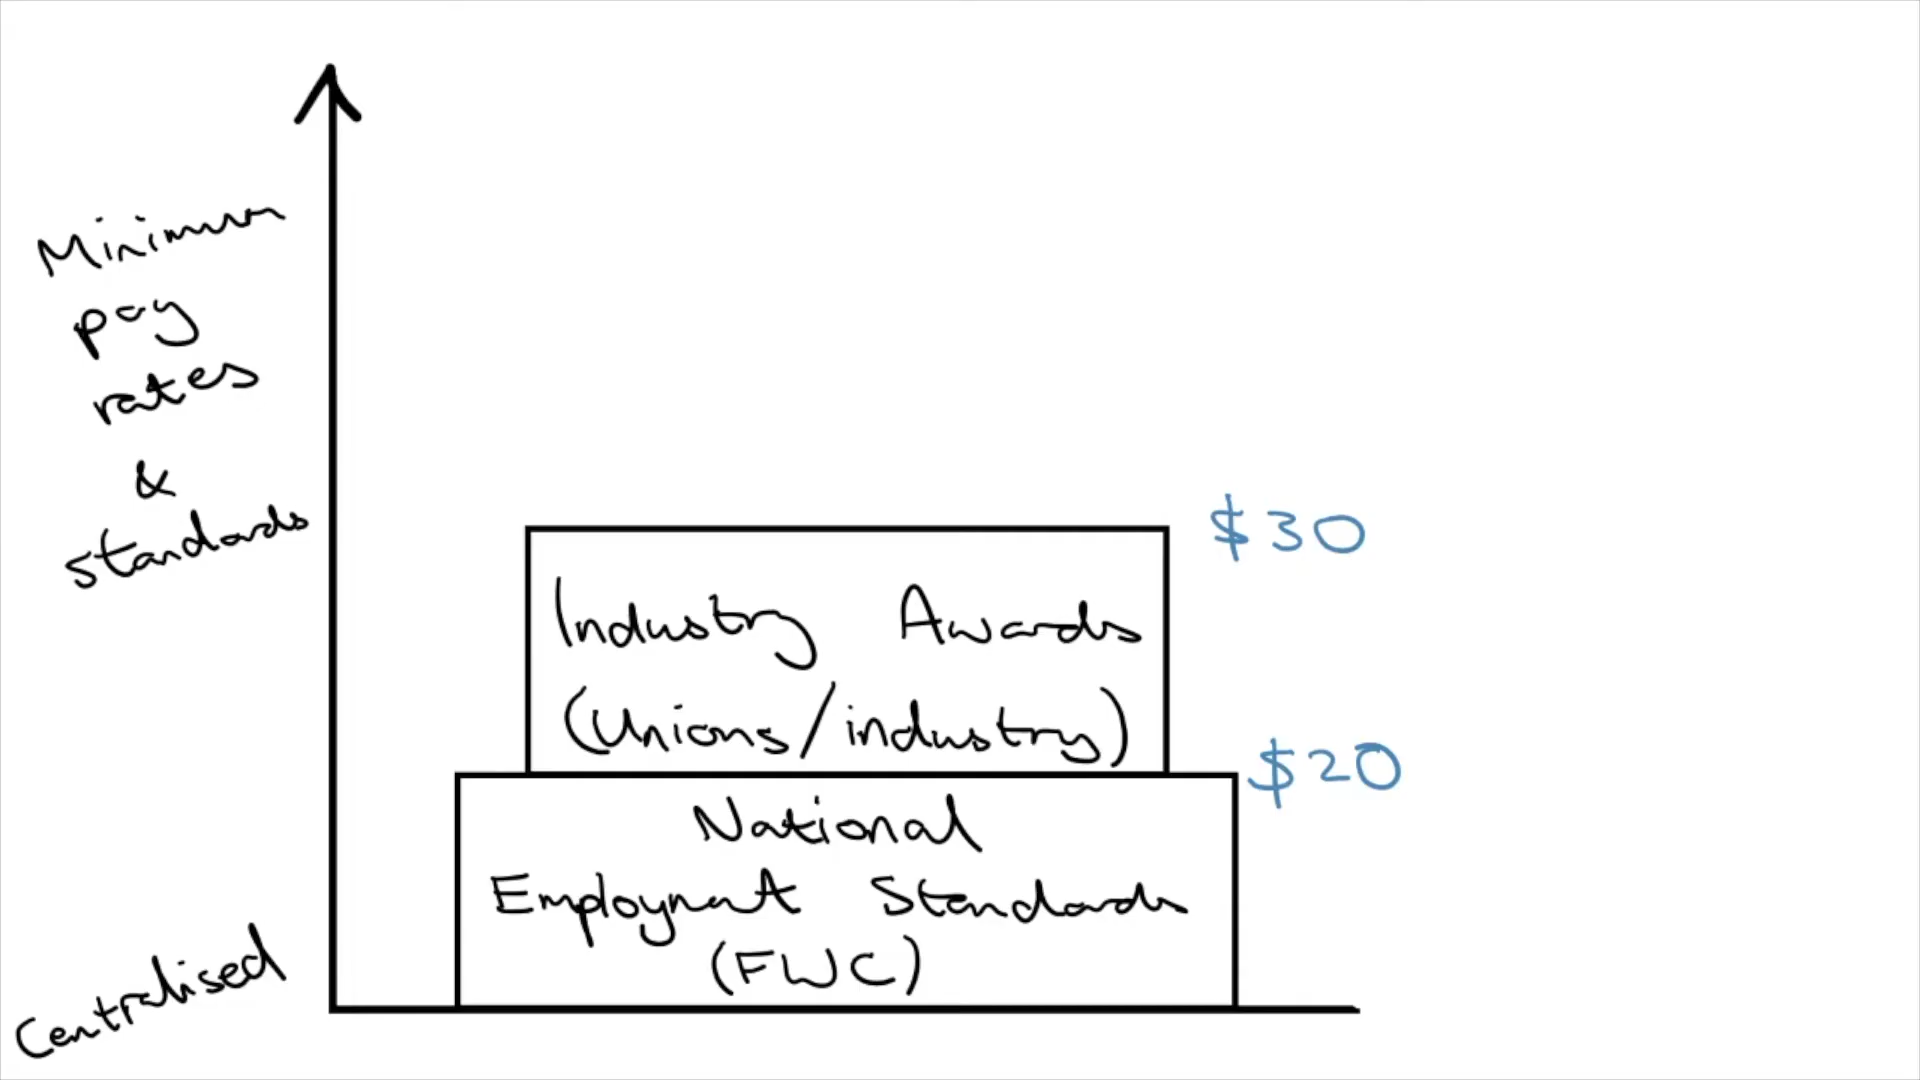 Minimum
pay
rates
&
standards
Centralised
$30
Industry Awards
(Unions/industry)
$20
National
Employment Standards
(FWC)